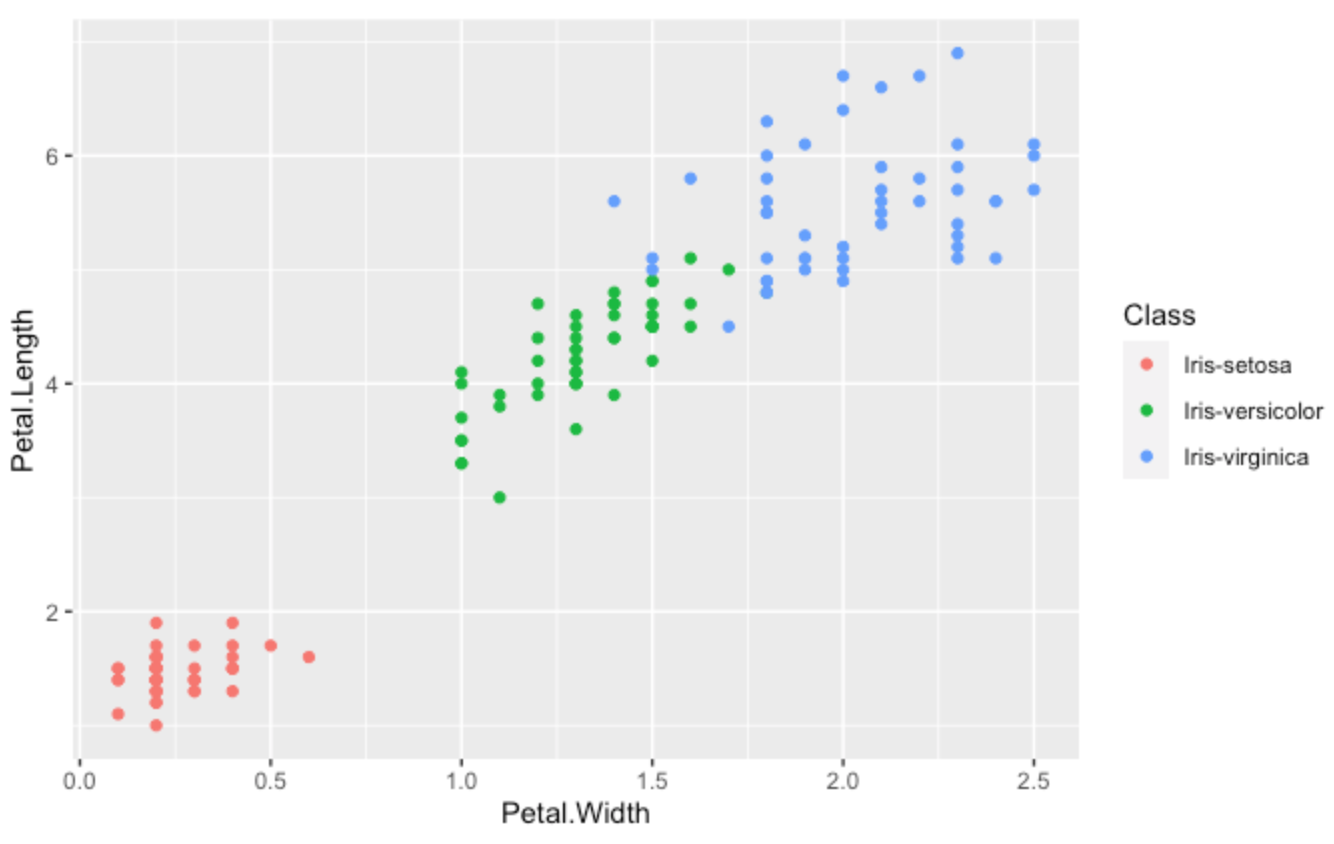 6
4
2
Petal.Length
0.0 0.5 1.0 1.5 2.0 2.5
Petal.Width
Class
Iris-setosa
Iris-versicolor
Iris-virginica